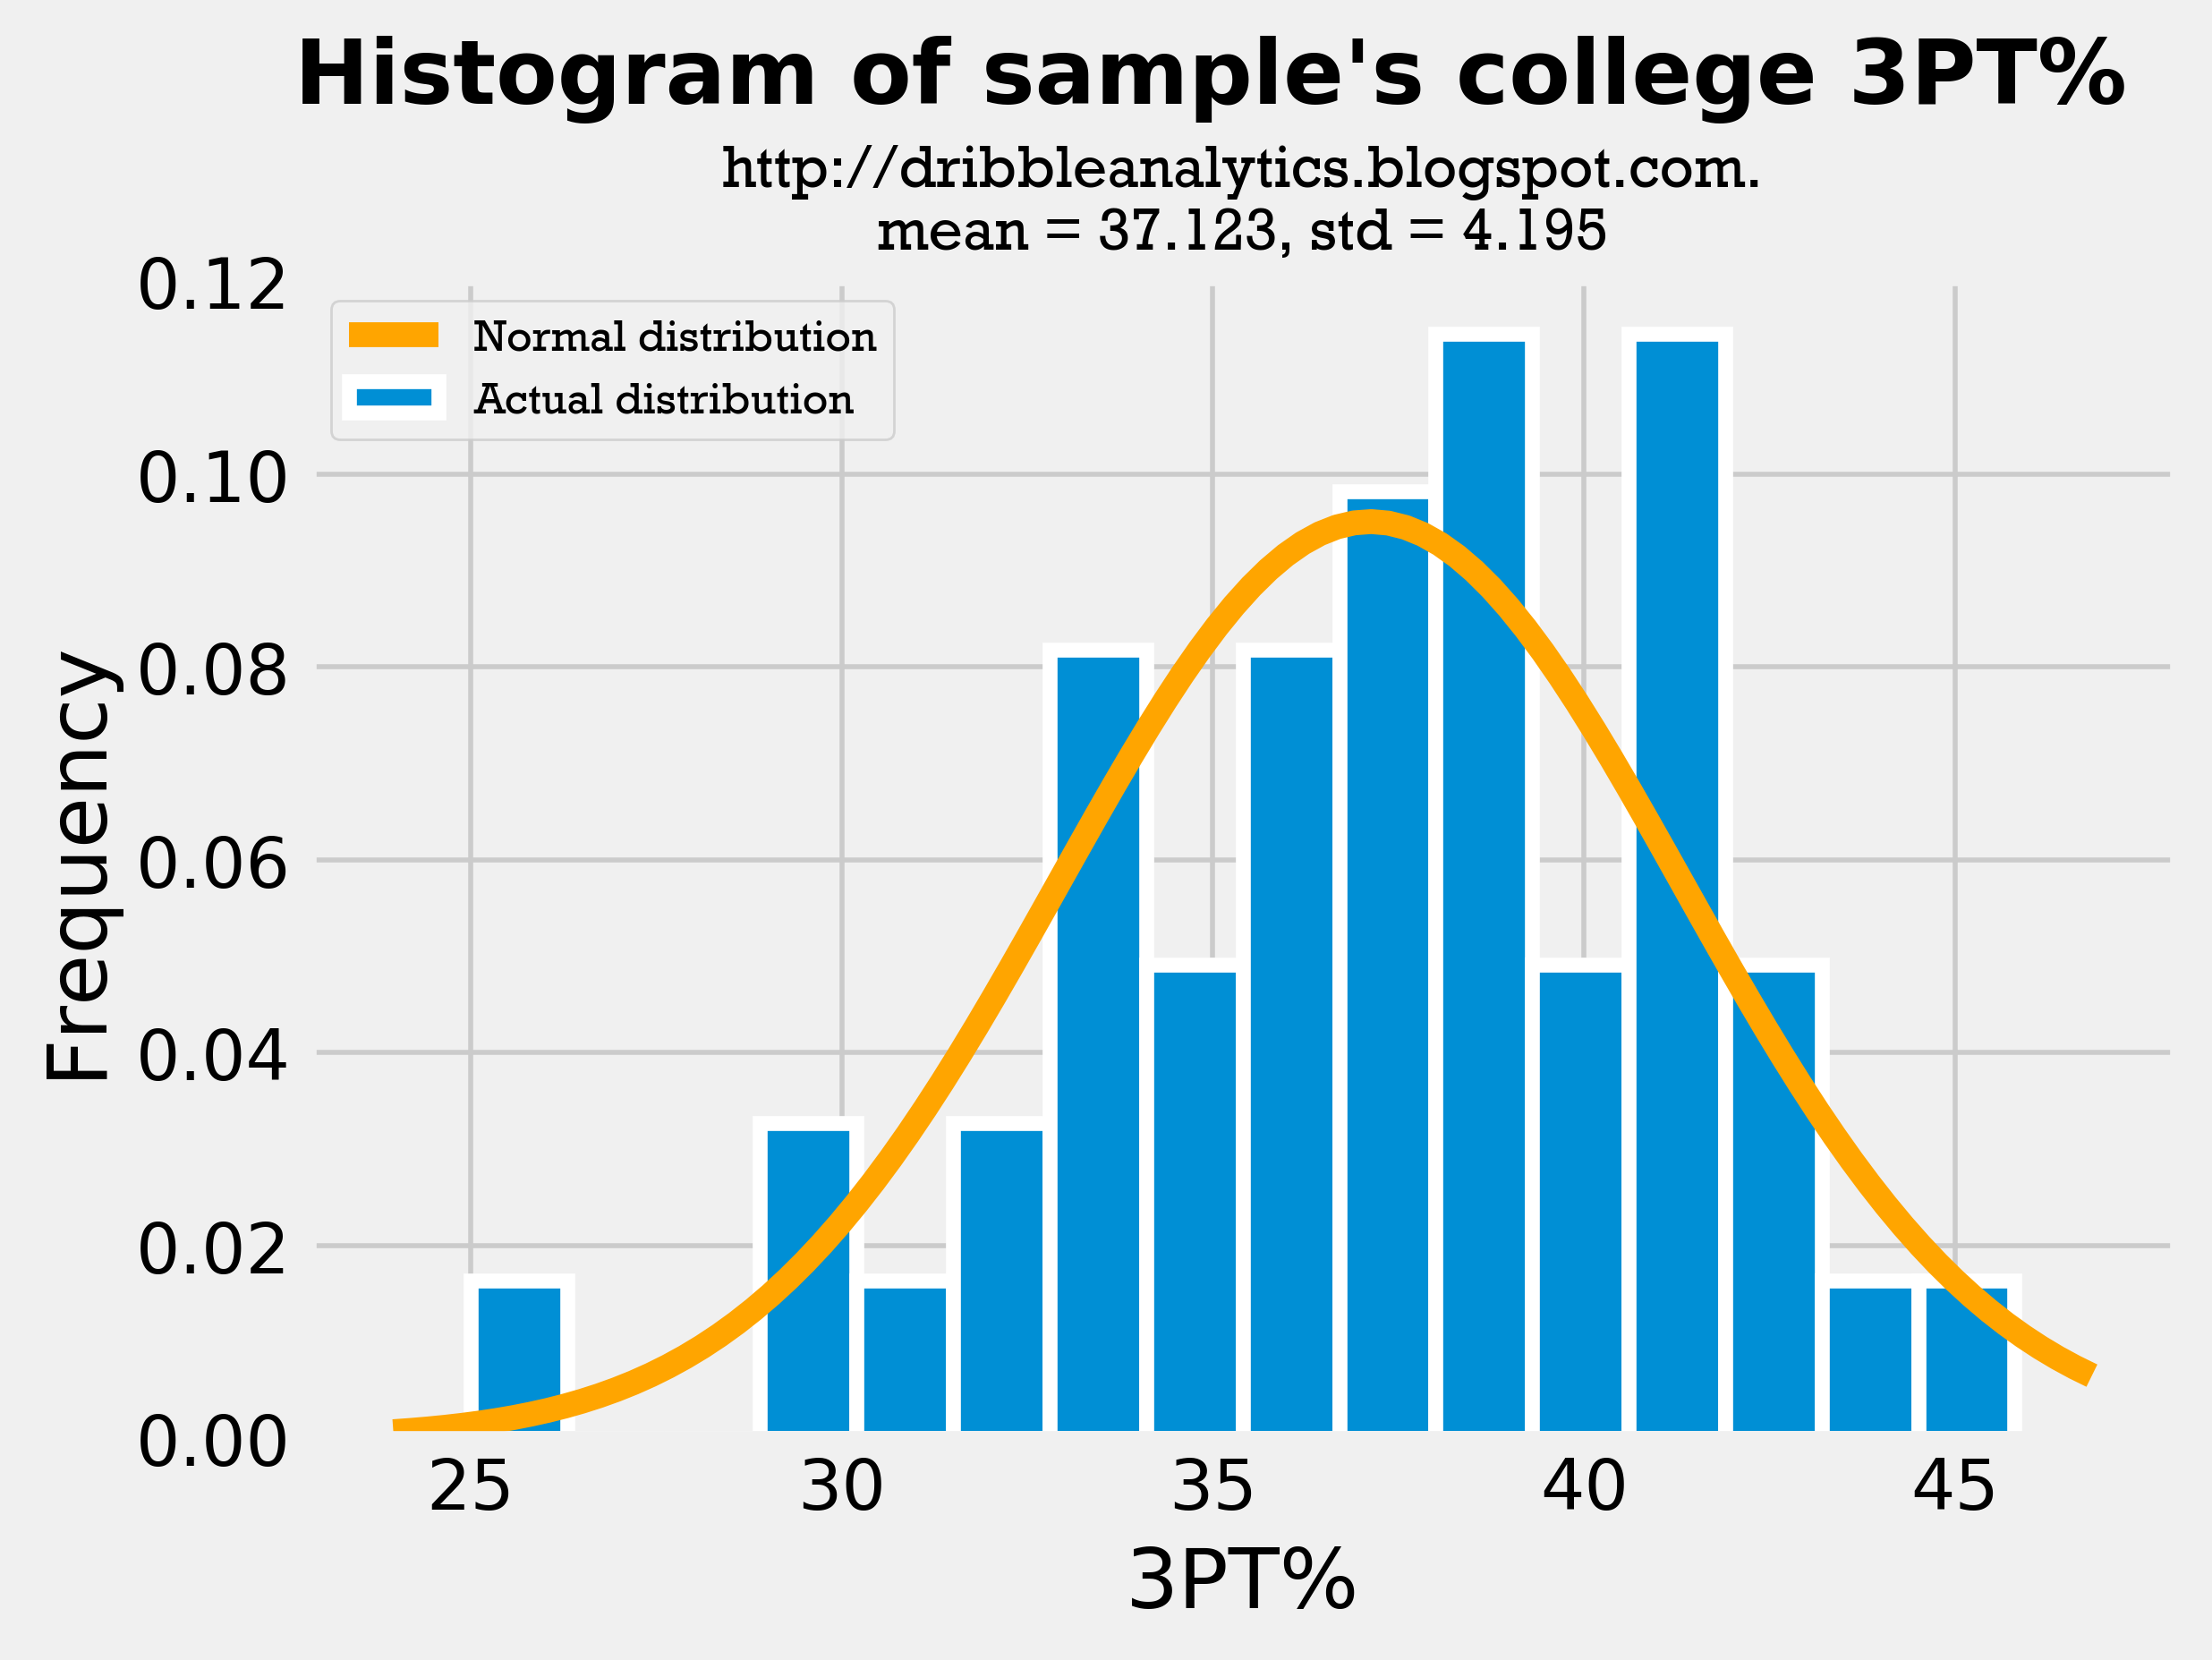 Histogram of sample's college 3PT%
http://dribbleanalytics.blogspot.com.
mean = 37.123, std = 4.195
Normal distribution
Actual distribution
Frequency
0.12
0.10
0.08
0.06
0.04
0.02
0.00
25 30 35 40 45
3PT%